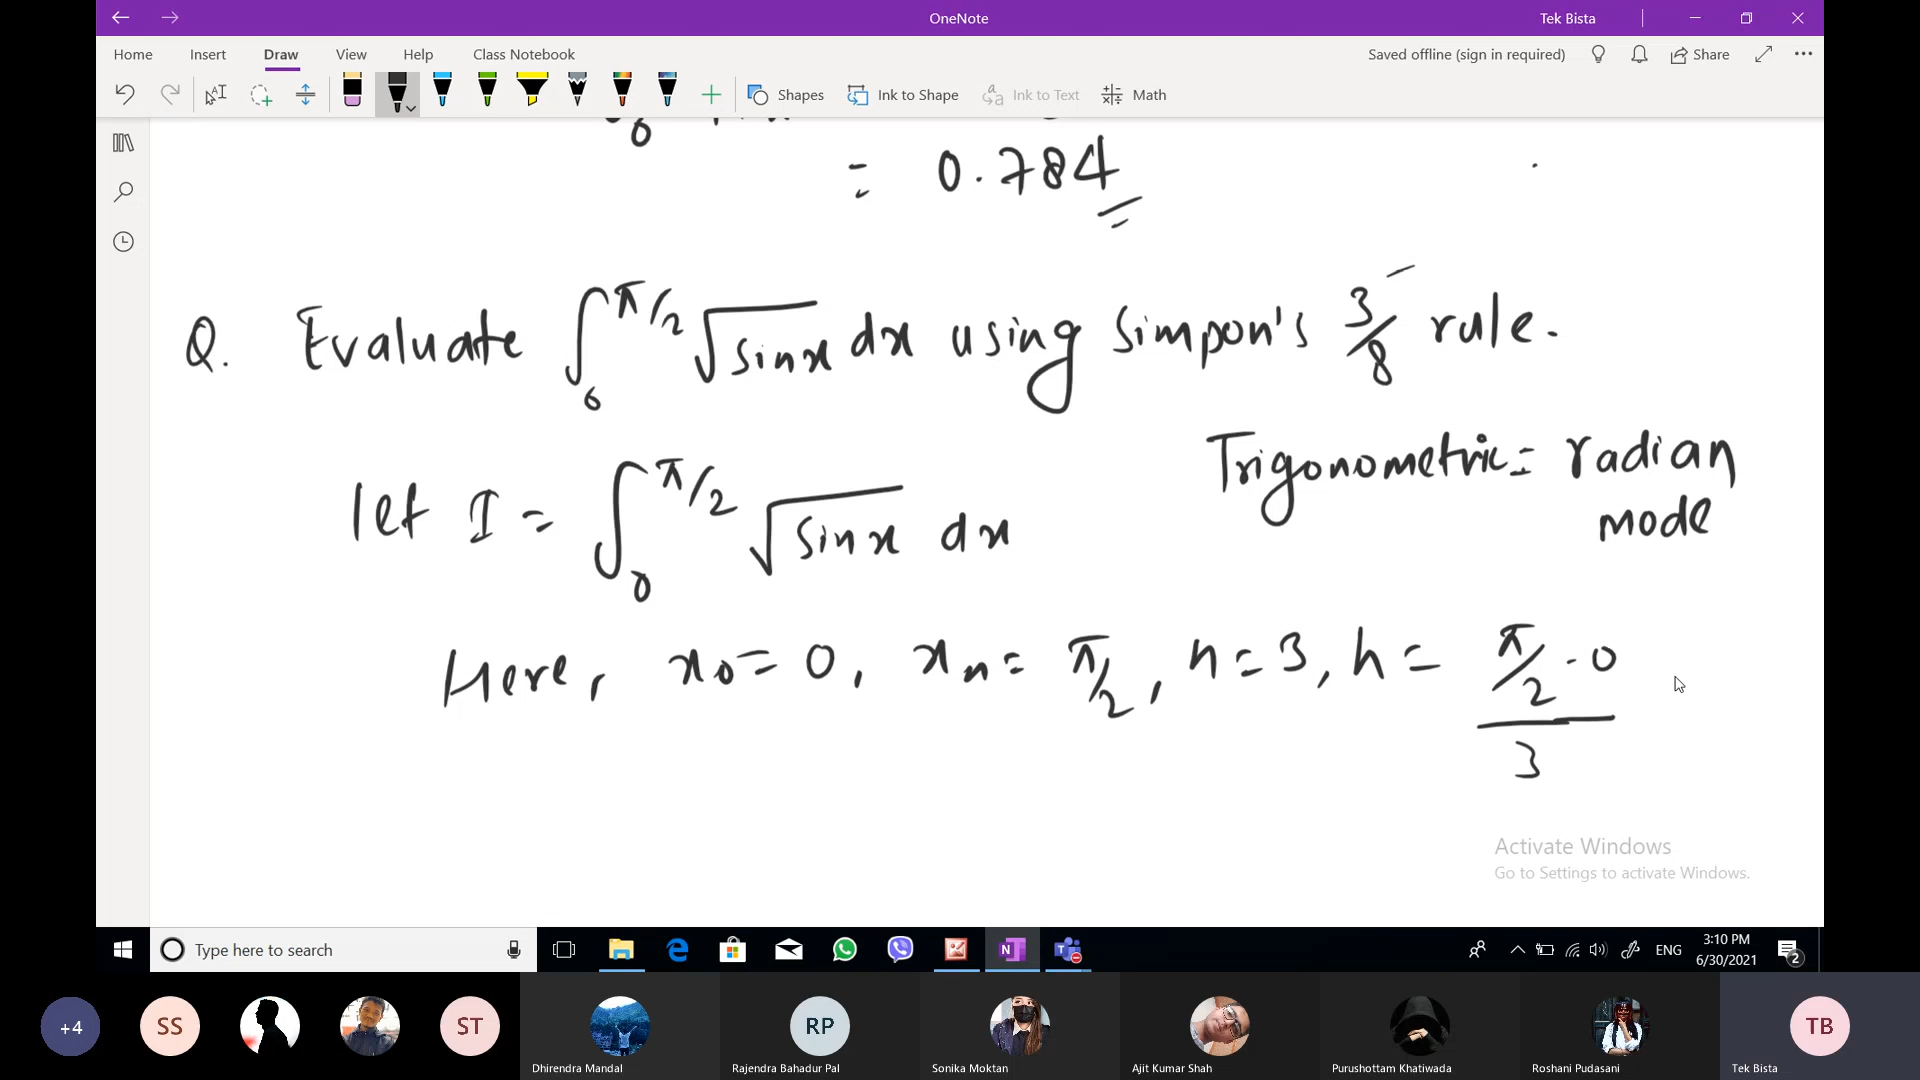 OneNote
Tek Bista
Home Insert Draw View Help Class Notebook
Saved offline (sign in required) Share
Shapes Ink to Shape Ink to Text Math
= 0.784
Q. Evaluate ∫₀^π/2 √sinx dx using Simpon's 3/8 rule.
Trigonometric = radian
mode
let I = ∫₀^π/2 √sinx dx
Here, x₀ = 0, xₙ = π/2, n = 3, h = (π/2 - 0)/3
Activate Windows
Go to Settings to activate Windows.
Type here to search
ENG
3:10 PM
6/30/2021
2
+4 SS ST RP TB
Dhirendra Mandal Rajendra Bahadur Pal Sonika Moktan Ajit Kumar Shah Purushottam Khatiwada Roshani Pudasani Tek Bista